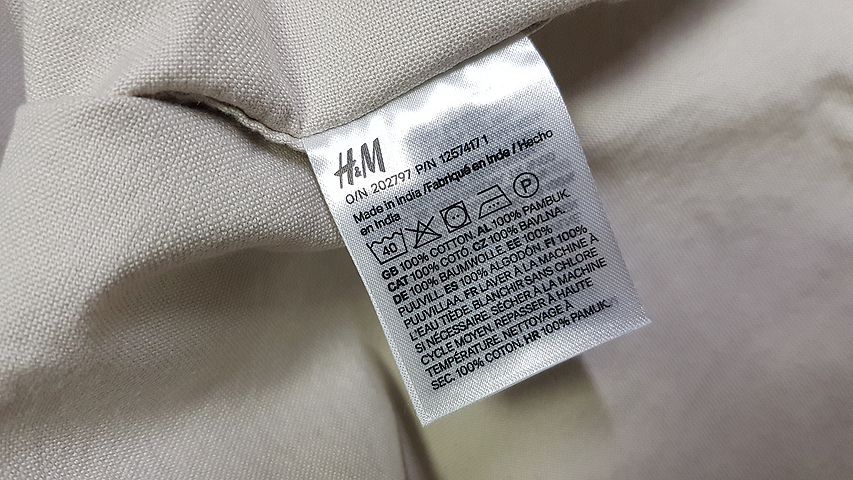 H&M
O/N 202797 P/N 1257417 1
Made in India / Fabriqué en Inde / Hecho
en India
40 P
GB 100% COTTON. AL 100% PAMBUK.
CAT 100% COTÓ. CZ 100% BAVLNA.
DE 100% BAUMWOLLE. EE 100%
PUUVILL. ES 100% ALGODÓN. FI 100%
PUUVILLAA. FR LAVER À LA MACHINE À
L'EAU TIÈDE. BLANCHIR SANS CHLORE
SI NÉCESSAIRE. SÉCHER À LA MACHINE
CYCLE MOYEN. REPASSER À HAUTE
TEMPÉRATURE. NETTOYAGE À
SEC. 100% COTON. HR 100% PAMUK.